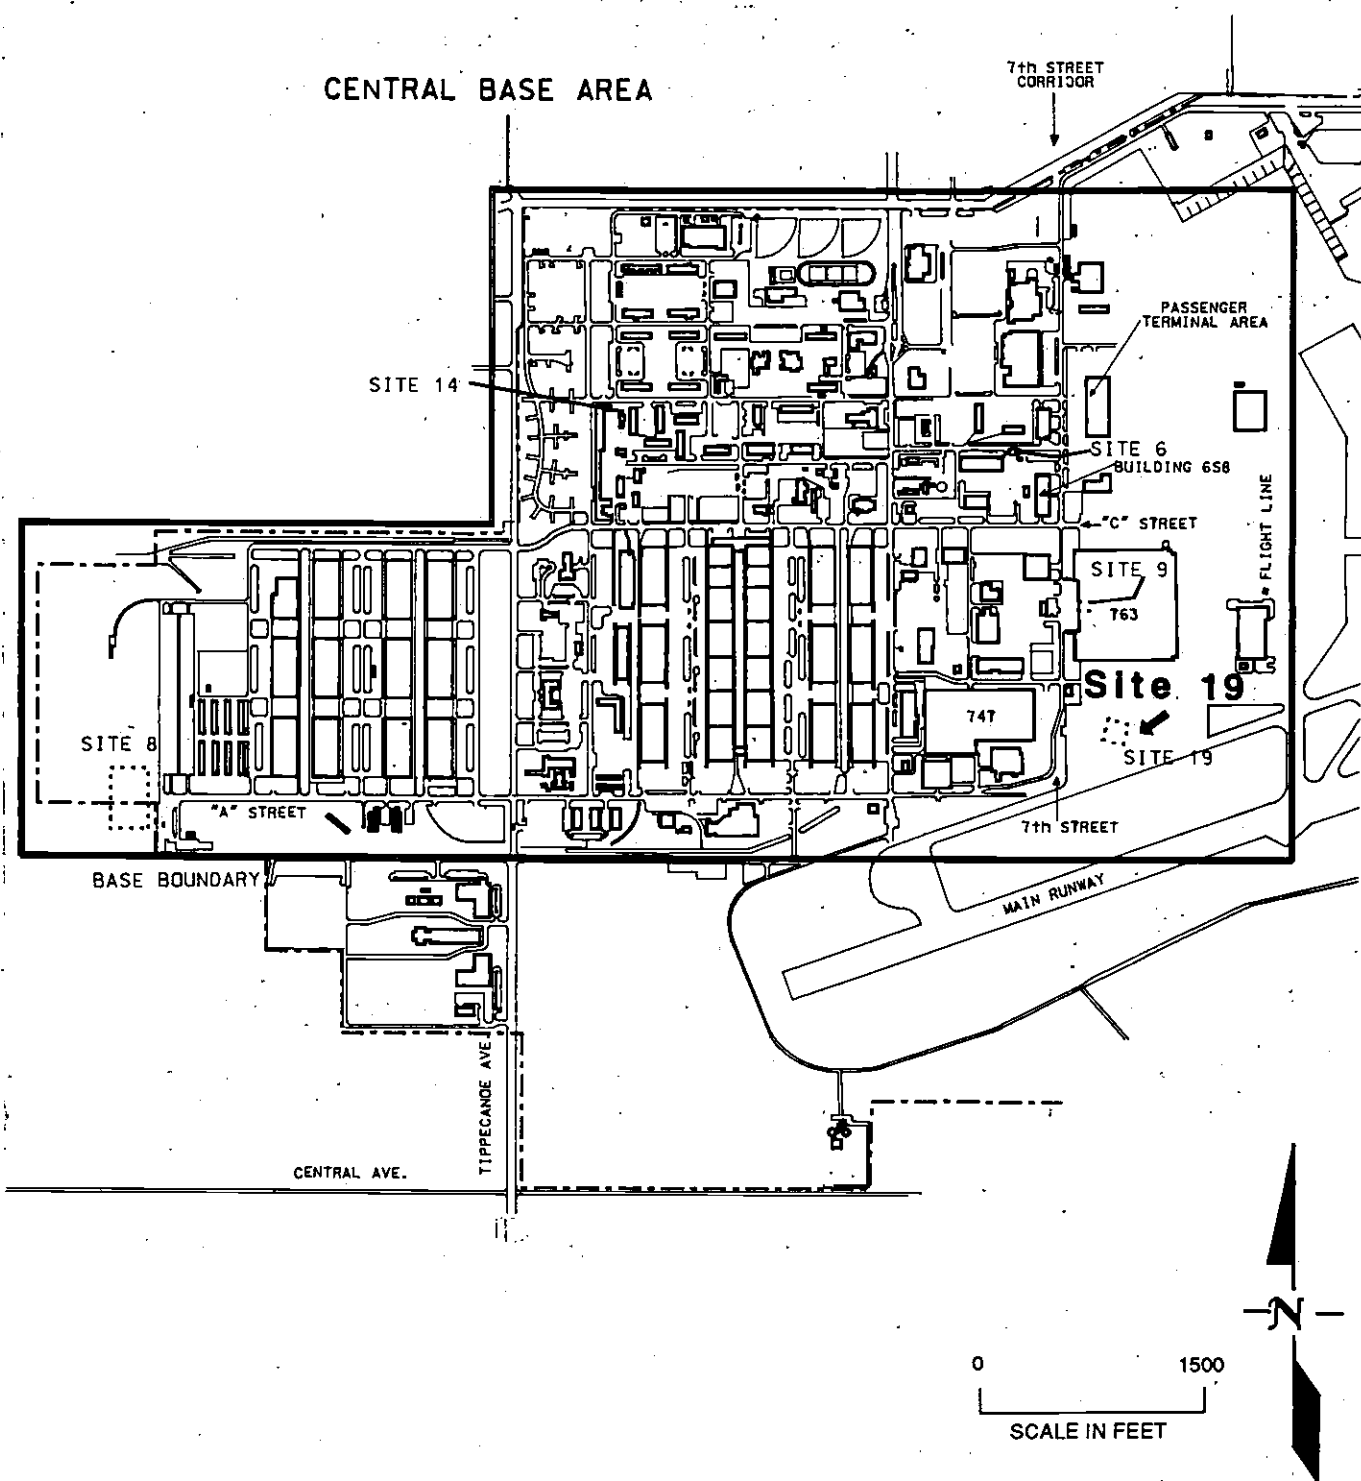 7th STREET
CORRIDOR
CENTRAL BASE AREA
PASSENGER
TERMINAL AREA
SITE 14
SITE 6
BUILDING 658
"C" STREET
FLIGHT LINE
SITE 9
763
Site 19
747
SITE 8
SITE 19
"A" STREET
7th STREET
BASE BOUNDARY
MAIN RUNWAY
TIPPECANOE AVE.
CENTRAL AVE.
N
0 1500
SCALE IN FEET